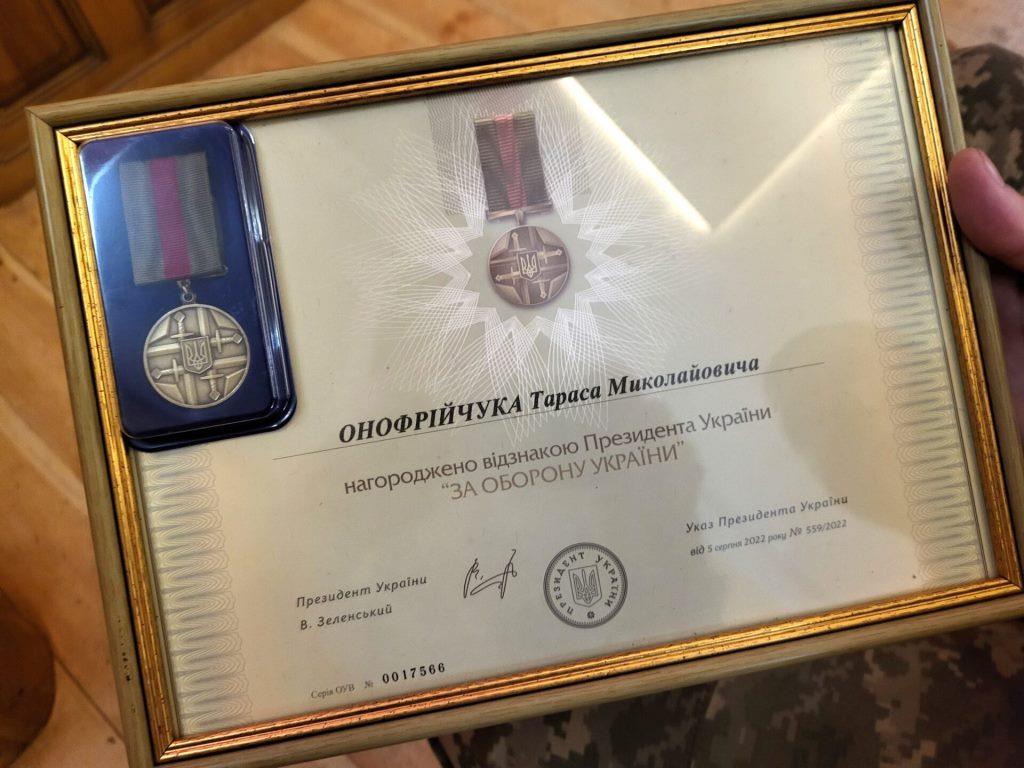 ОНОФРІЙЧУКА Тараса Миколайовича
нагороджено відзнакою Президента України
“ЗА ОБОРОНУ УКРАЇНИ”
Президент України
В. Зеленський
ПРЕЗИДЕНТ УКРАЇНИ
Указ Президента України
від 5 серпня 2022 року № 559/2022
Серія ОУВ № 0017566